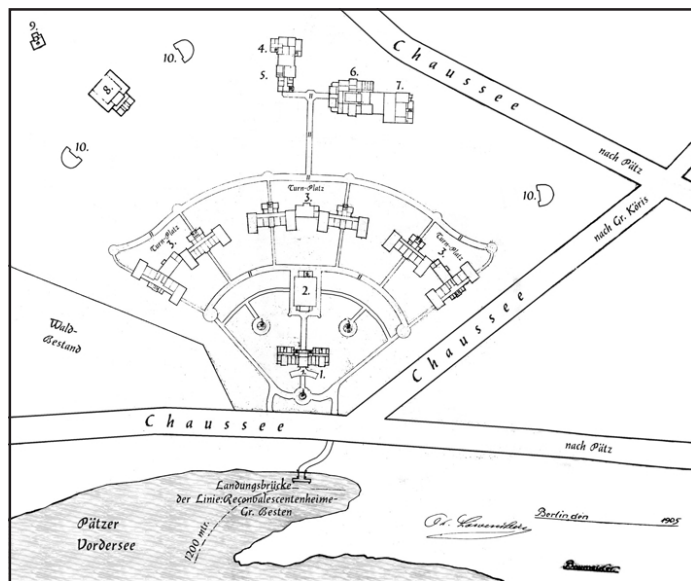 9.
10.
4.
5.
6.
7.
8.
10.
Chaussee
nach Pätz
nach Gr. Köris
10.
Turn-Platz
3.
Turn-Platz
3.
Turn-Platz
3.
2.
1.
Wald-
Bestand
Chaussee
Chaussee
nach Pätz
Landungsbrücke
der Linie: Reconvalescentenheime-
Gr. Besten
1200 mtr.
Pätzer
Vordersee
Berlin den 1905